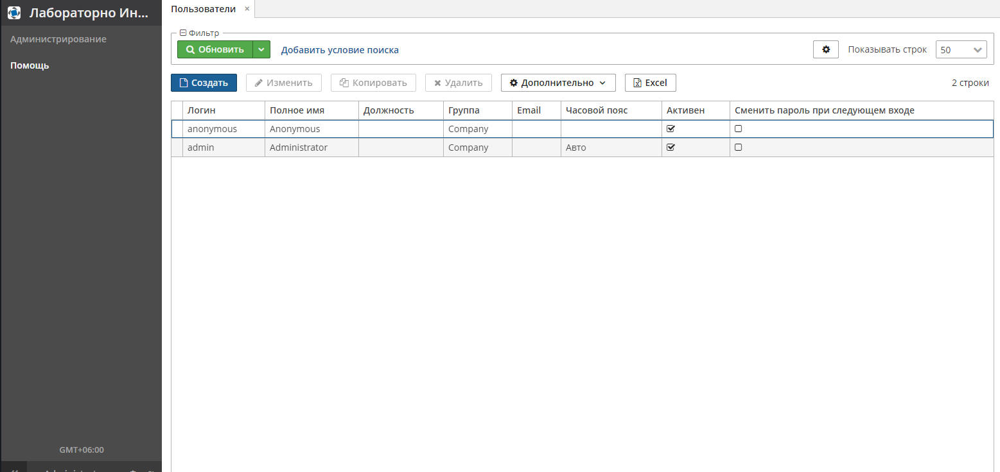 Лабораторно Ин...
Администрирование
Помощь
GMT+06:00
Пользователи ×
Фильтр
Обновить
Добавить условие поиска
Показывать строк 50
Создать Изменить Копировать Удалить Дополнительно Excel 2 строки
Логин Полное имя Должность Группа Email Часовой пояс Активен Сменить пароль при следующем входе
anonymous Anonymous Company
admin Administrator Company Авто